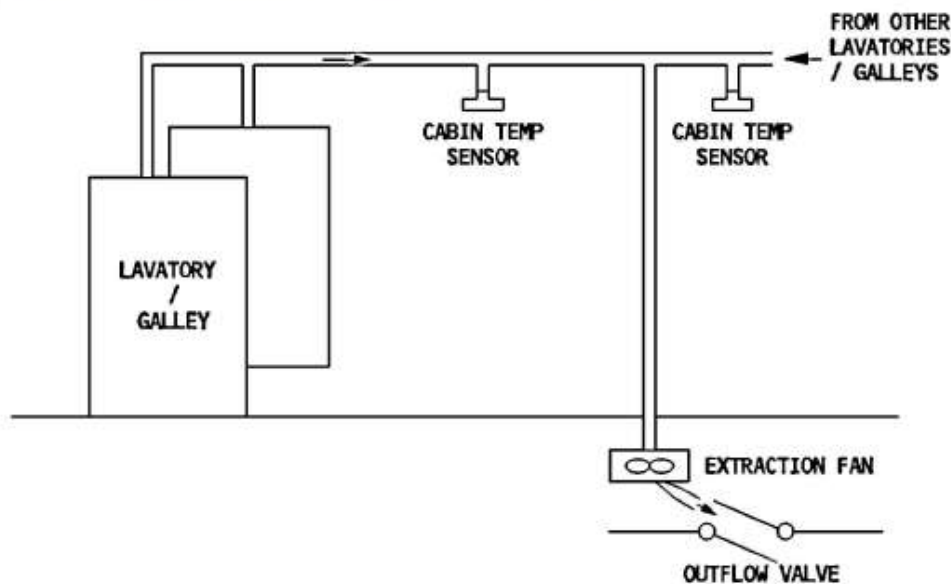 FROM OTHER
LAVATORIES
/ GALLEYS
CABIN TEMP
SENSOR
CABIN TEMP
SENSOR
LAVATORY
/
GALLEY
EXTRACTION FAN
OUTFLOW VALVE